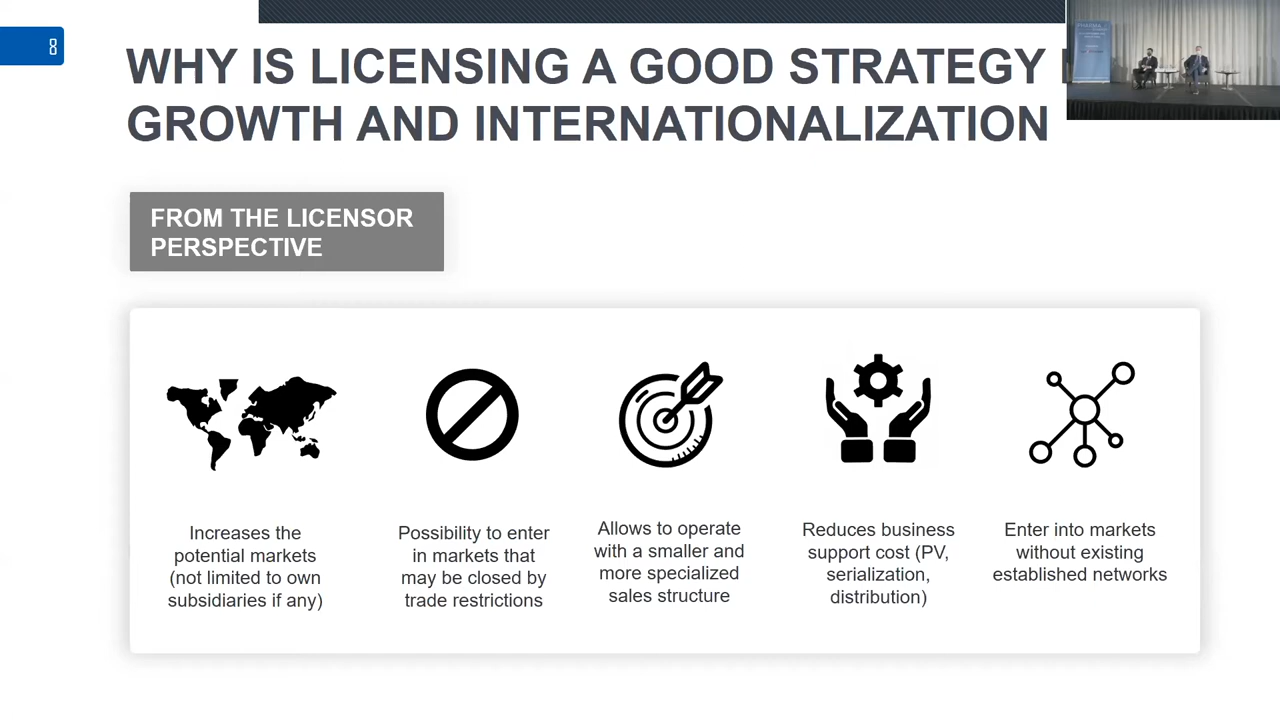 8
WHY IS LICENSING A GOOD STRATEGY
GROWTH AND INTERNATIONALIZATION
FROM THE LICENSOR
PERSPECTIVE
Increases the
potential markets
(not limited to own
subsidiaries if any)
Possibility to enter
in markets that
may be closed by
trade restrictions
Allows to operate
with a smaller and
more specialized
sales structure
Reduces business
support cost (PV,
serialization,
distribution)
Enter into markets
without existing
established networks
PHARMA